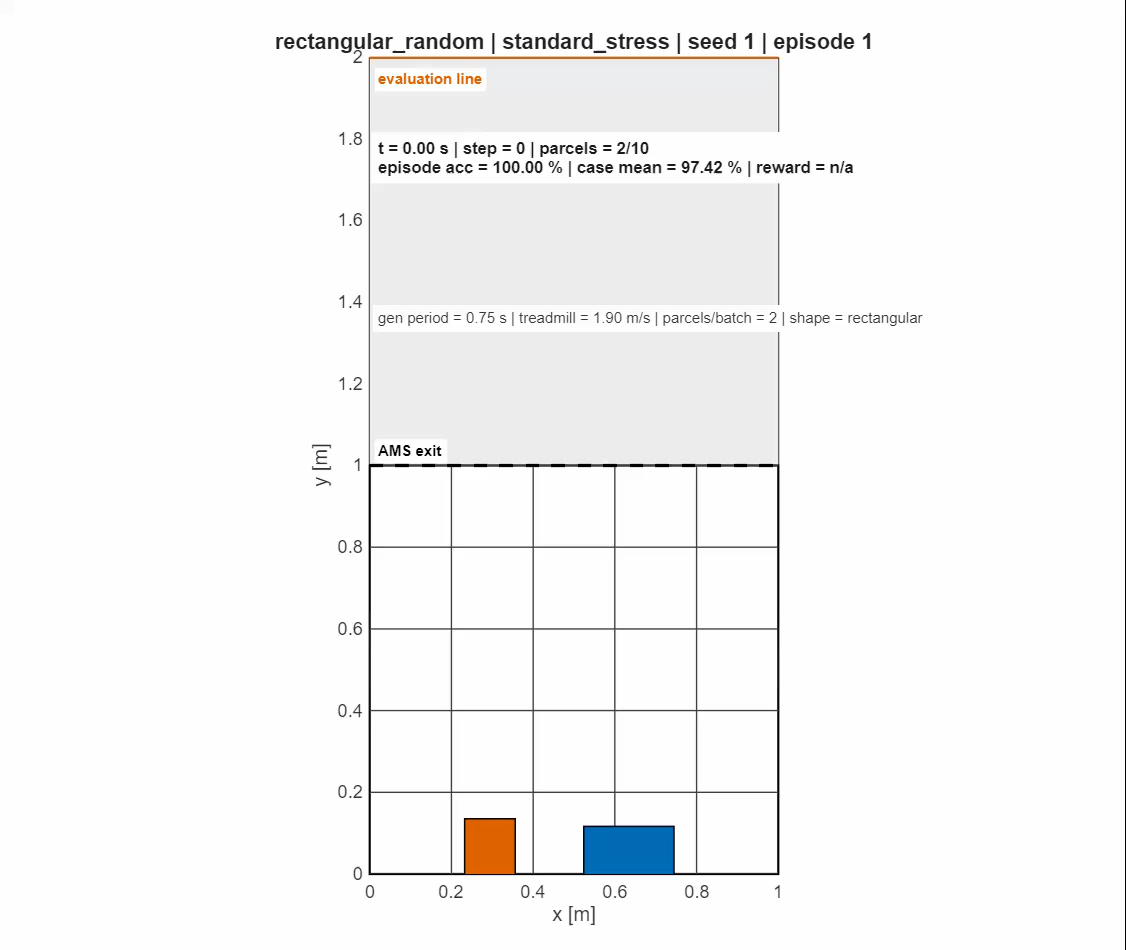 rectangular_random | standard_stress | seed 1 | episode 1
2
evaluation line
1.8
t = 0.00 s | step = 0 | parcels = 2/10
episode acc = 100.00 % | case mean = 97.42 % | reward = n/a
1.6
1.4
gen period = 0.75 s | treadmill = 1.90 m/s | parcels/batch = 2 | shape = rectangular
1.2
AMS exit
y [m]
1
0.8
0.6
0.4
0.2
0
0 0.2 0.4 0.6 0.8 1
x [m]